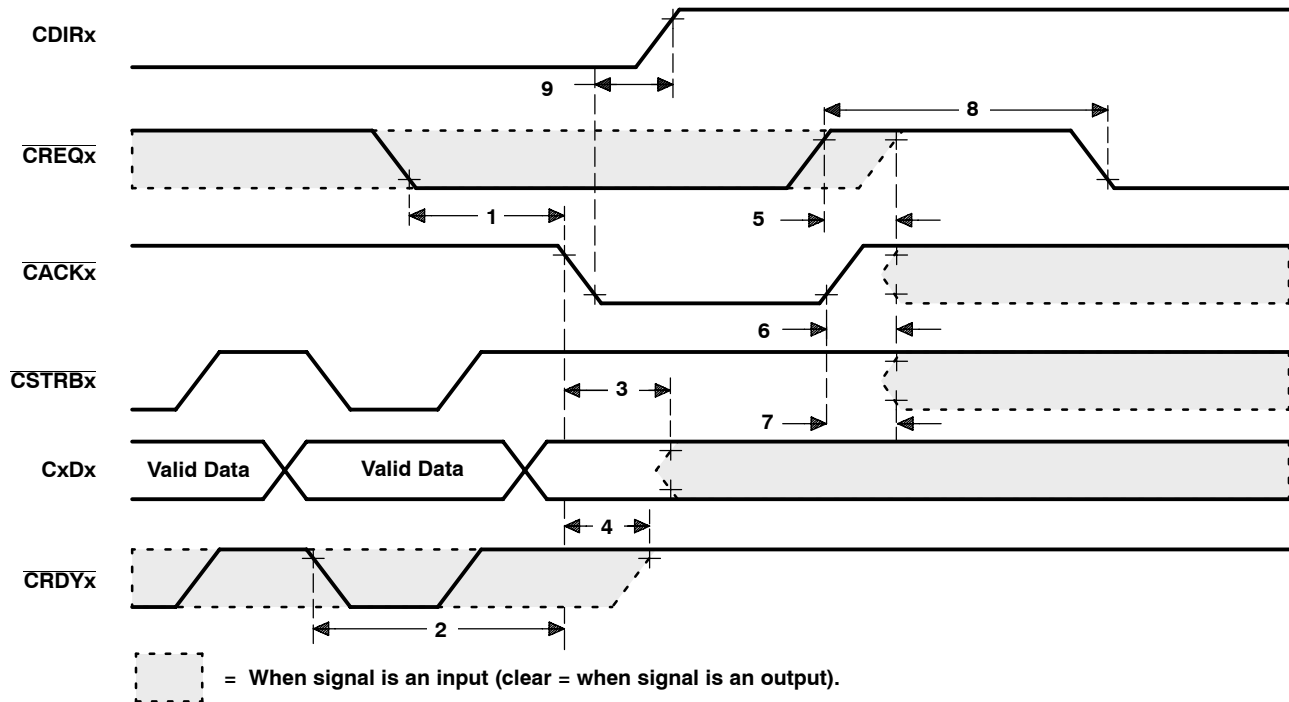 CDIRx
9
8
CREQx
1
5
CACKx
6
CSTRBx
3
7
CxDx
Valid Data
Valid Data
4
CRDYx
2
= When signal is an input (clear = when signal is an output).